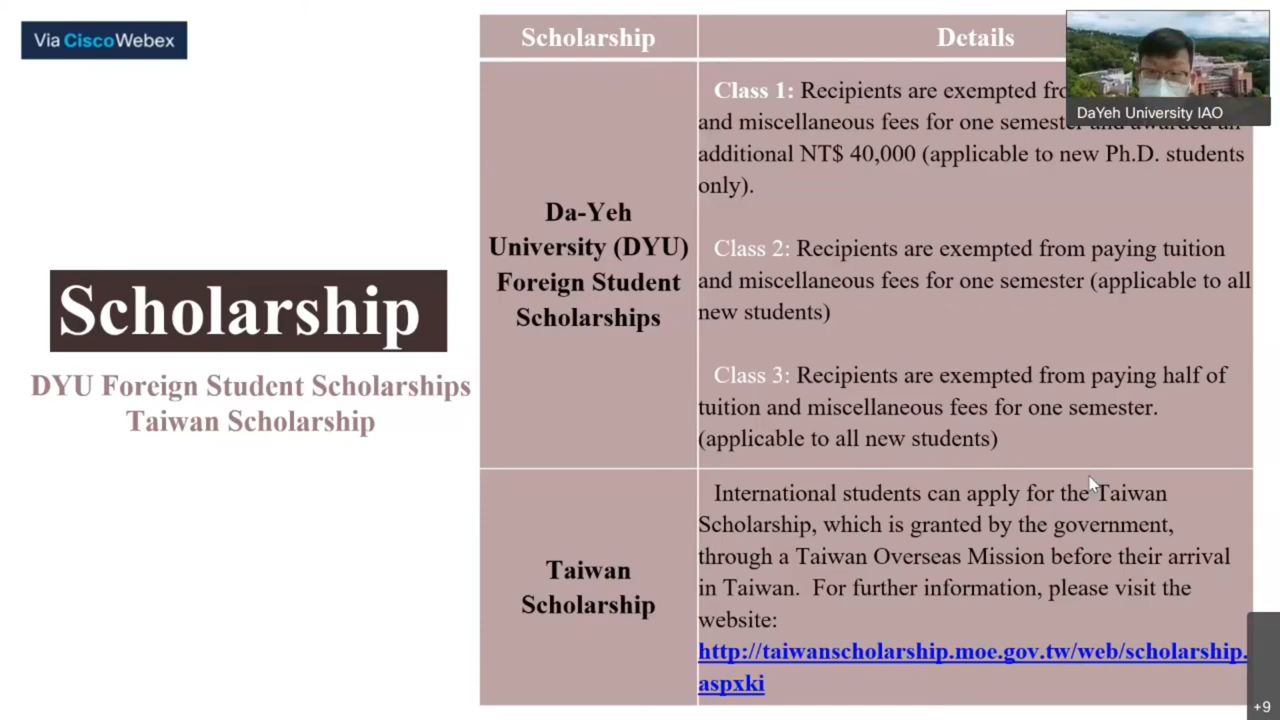 Via Cisco Webex
Scholarship
DYU Foreign Student Scholarships
Taiwan Scholarship
Scholarship
Details
Da-Yeh
University (DYU)
Foreign Student
Scholarships
Class 1: Recipients are exempted
and miscellaneous fees for one semester and awarded an
additional NT$ 40,000 (applicable to new Ph.D. students
only).
Class 2: Recipients are exempted from paying tuition
and miscellaneous fees for one semester (applicable to all
new students)
Class 3: Recipients are exempted from paying half of
tuition and miscellaneous fees for one semester.
(applicable to all new students)
Taiwan
Scholarship
International students can apply for the Taiwan
Scholarship, which is granted by the government,
through a Taiwan Overseas Mission before their arrival
in Taiwan.  For further information, please visit the
website:
http://taiwanscholarship.moe.gov.tw/web/scholarship.
aspxki
DaYeh University IAO
+9